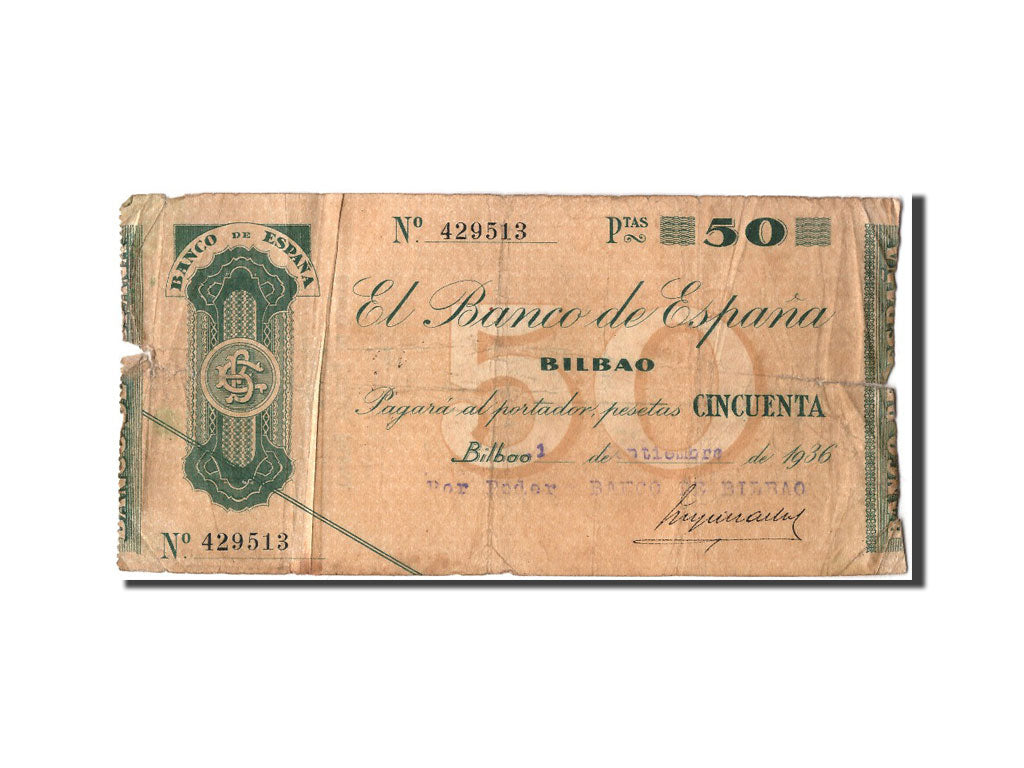 BANCO DE ESPAÑA
Nº 429513
PTAS 50
El Banco de España
50
BILBAO
Pagará al portador, pesetas CINCUENTA
Bilbao 1 de de 1936
Por Poder BANCO DE BILBAO
Nº 429513